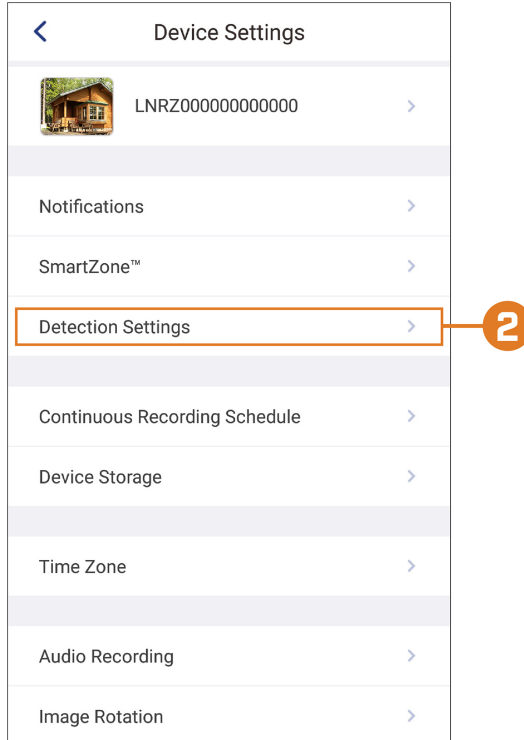 Device Settings
LNRZ000000000000
Notifications
SmartZone™
Detection Settings
2
Continuous Recording Schedule
Device Storage
Time Zone
Audio Recording
Image Rotation